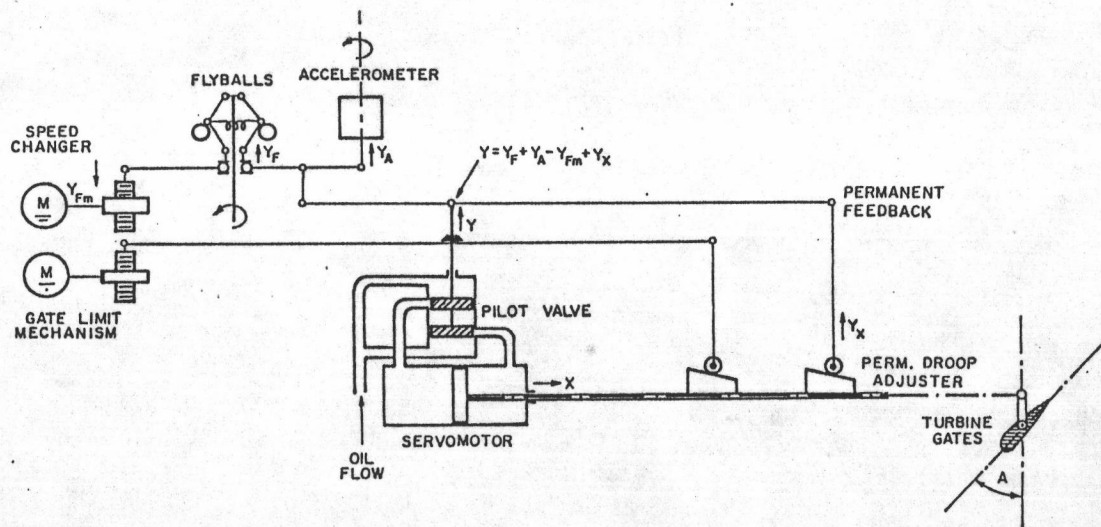 FLYBALLS
ACCELEROMETER
SPEED
CHANGER
Y_F
Y_A
Y = Y_F + Y_A - Y_Fm + Y_X
M
Y_Fm
PERMANENT
FEEDBACK
Y
M
GATE LIMIT
MECHANISM
PILOT VALVE
Y_X
X
PERM. DROOP
ADJUSTER
SERVOMOTOR
TURBINE
GATES
OIL
FLOW
A